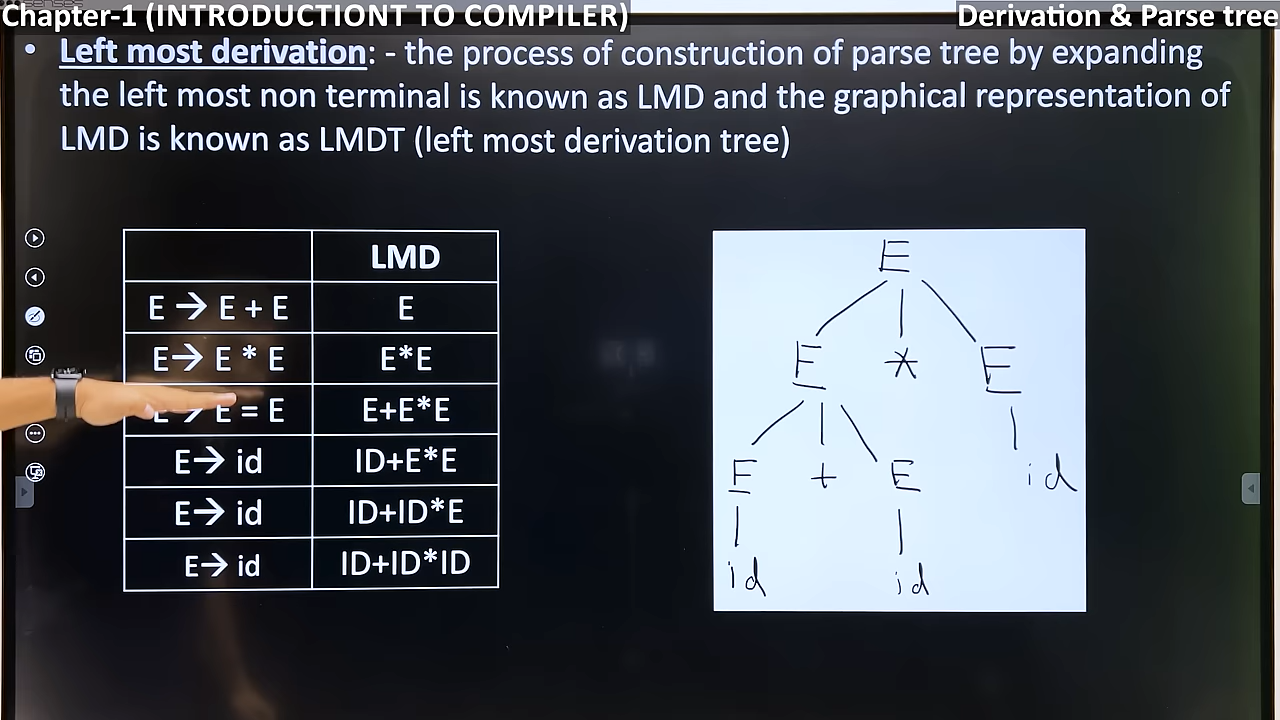 Chapter-1 (INTRODUCTIONT TO COMPILER)
Derivation & Parse tree
• Left most derivation: - the process of construction of parse tree by expanding
the left most non terminal is known as LMD and the graphical representation of
LMD is known as LMDT (left most derivation tree)
LMD
E → E + E E
E → E * E E*E
E → E = E E+E*E
E → id ID+E*E
E → id ID+ID*E
E → id ID+ID*ID
E
E * E
E + E id
id id